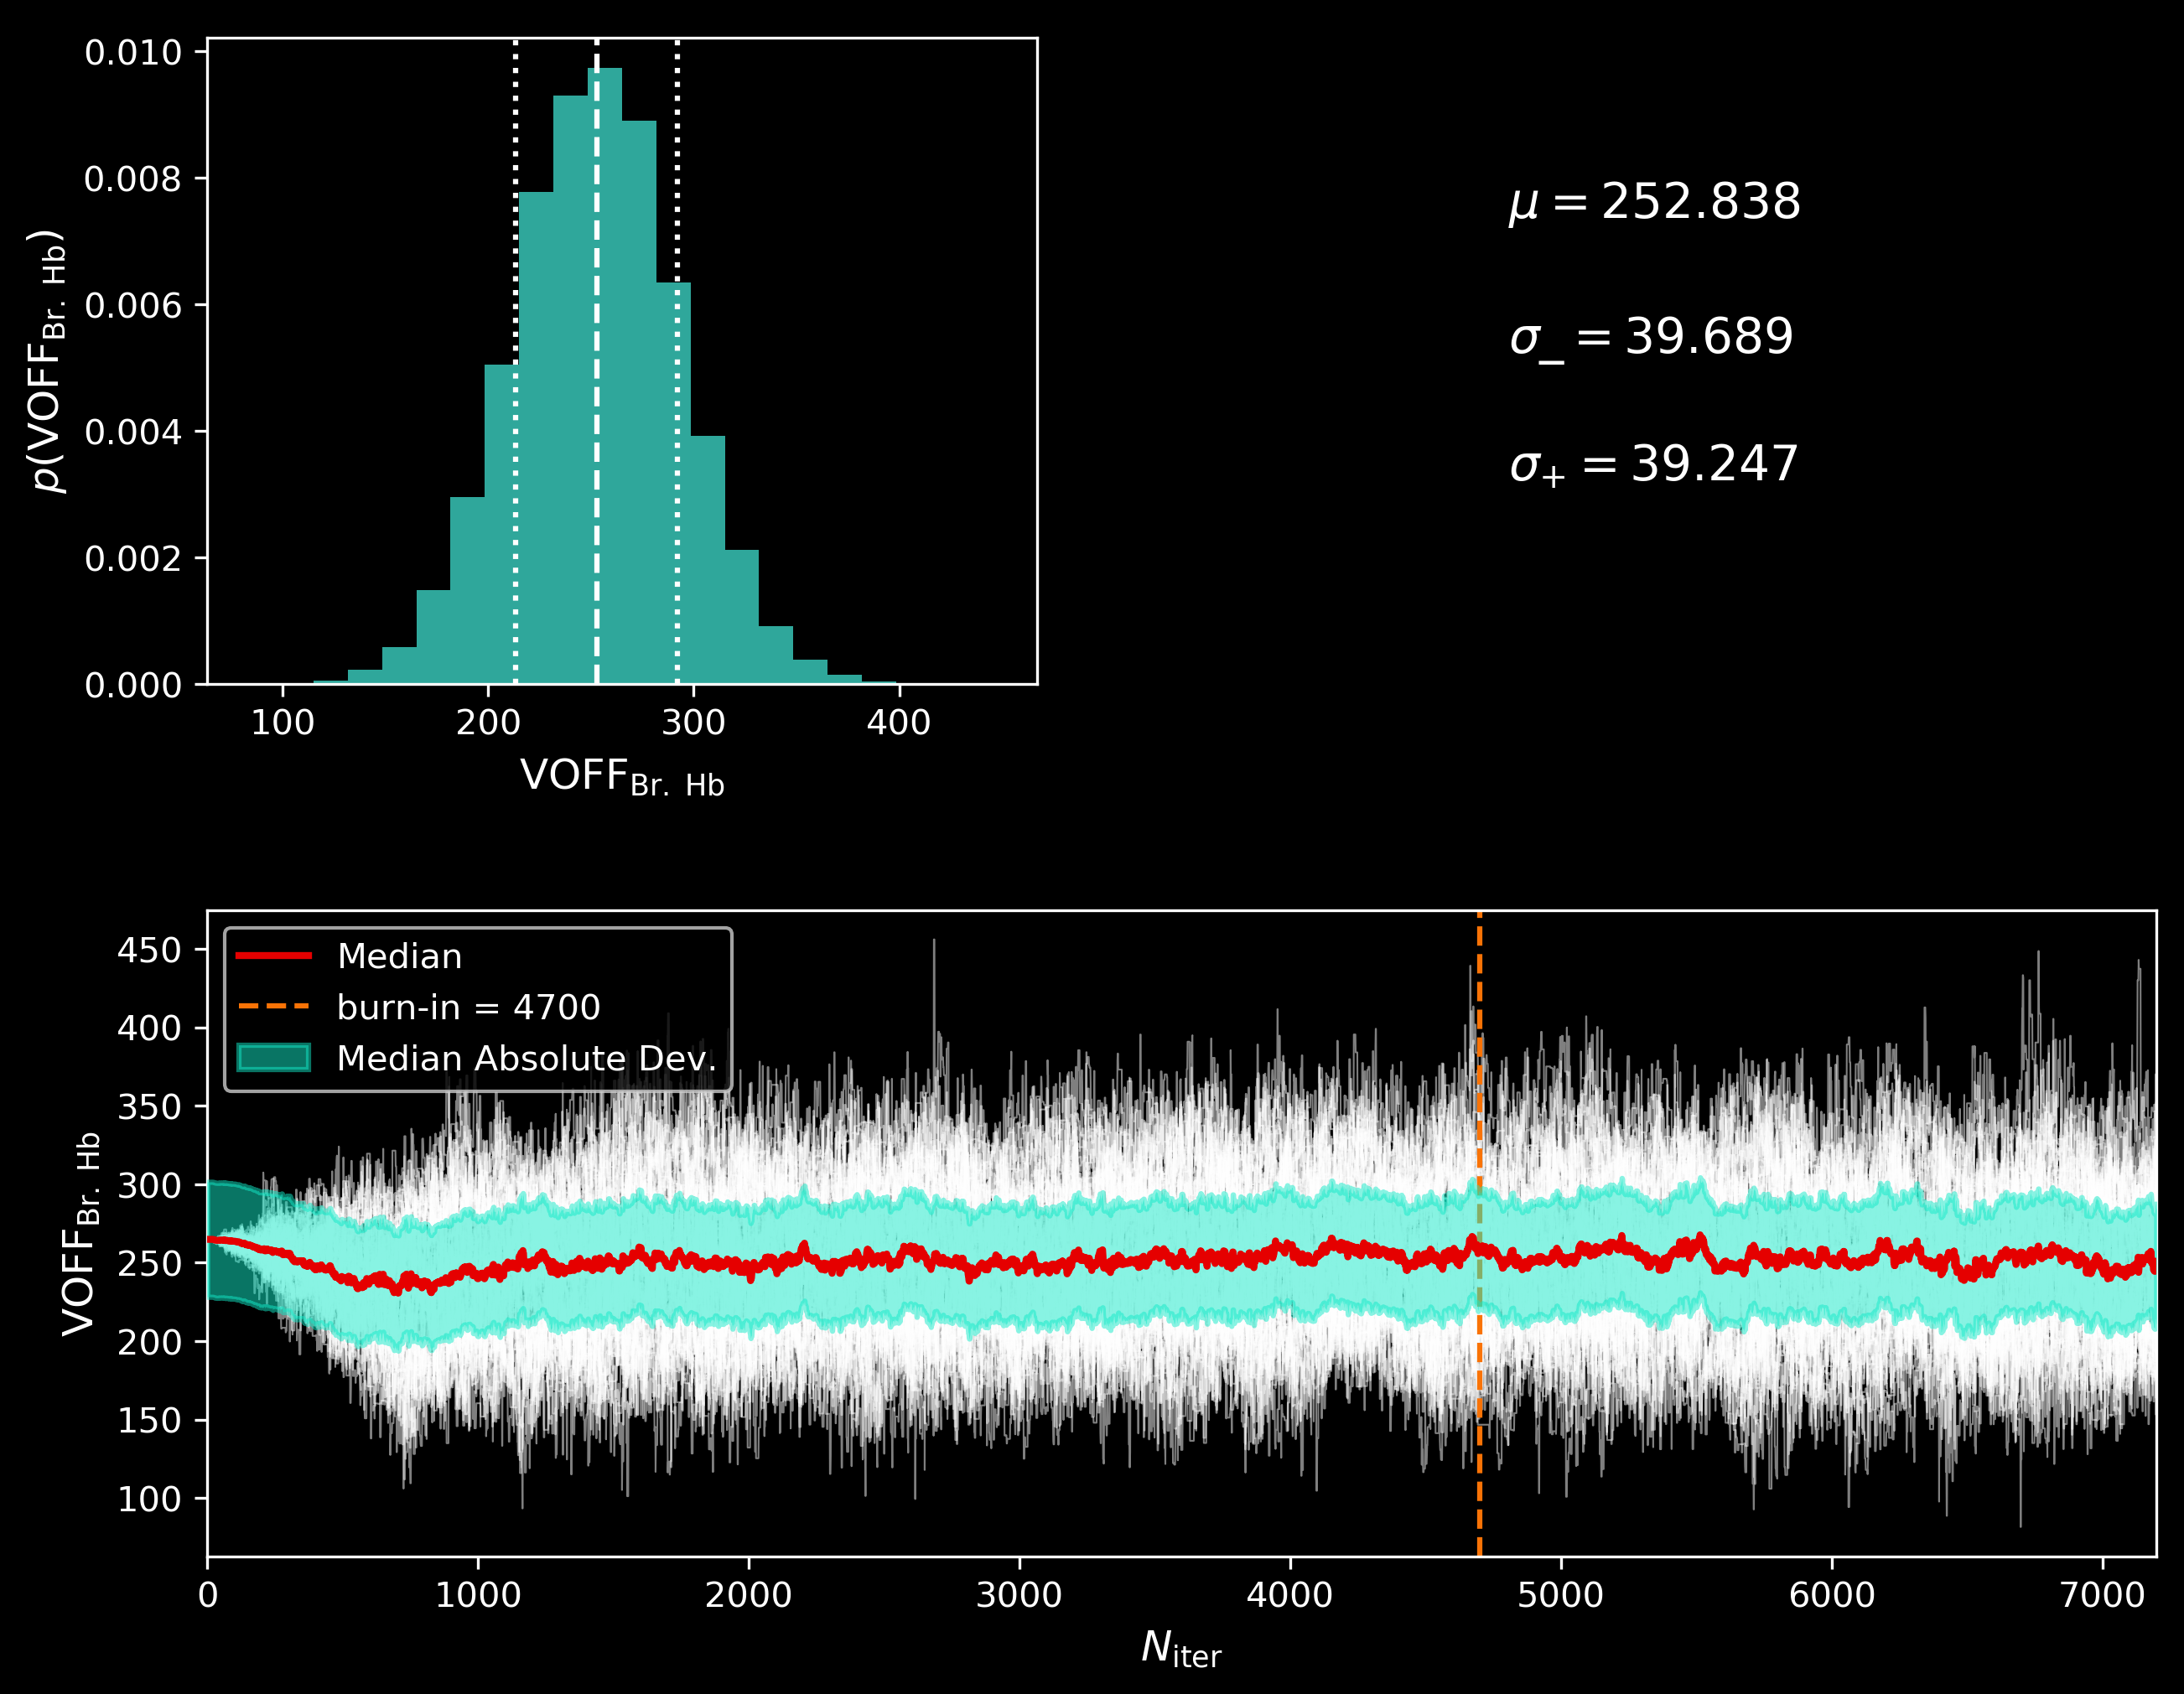 0.010
0.008
0.006
0.004
0.002
0.000
p(VOFF_Br. Hb)
100 200 300 400
VOFF_Br. Hb
μ = 252.838
σ_− = 39.689
σ_+ = 39.247
450
400
350
300
250
200
150
100
VOFF_Br. Hb
Median
burn-in = 4700
Median Absolute Dev.
0 1000 2000 3000 4000 5000 6000 7000
N_iter